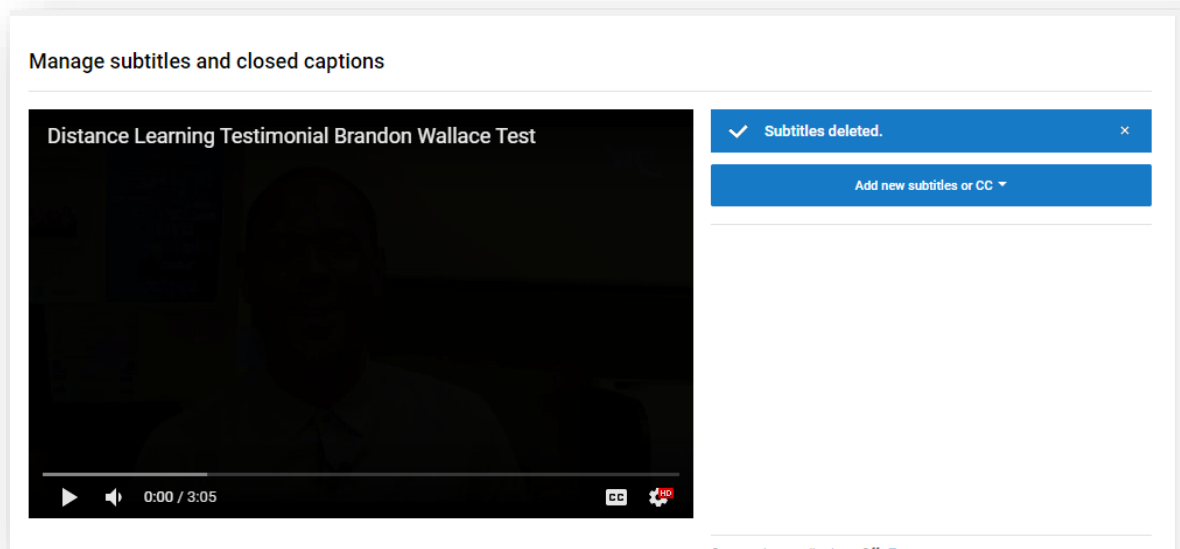 Manage subtitles and closed captions
Distance Learning Testimonial Brandon Wallace Test
Subtitles deleted.
×
Add new subtitles or CC
0:00 / 3:05
CC
HD